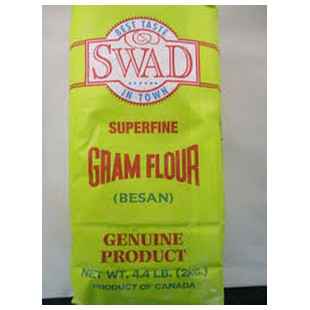 BEST TASTE
SWAD
IN TOWN
SUPERFINE
GRAM FLOUR
(BESAN)
GENUINE
PRODUCT
NET WT. 4.4 LB. (2KG.)
PRODUCT OF CANADA